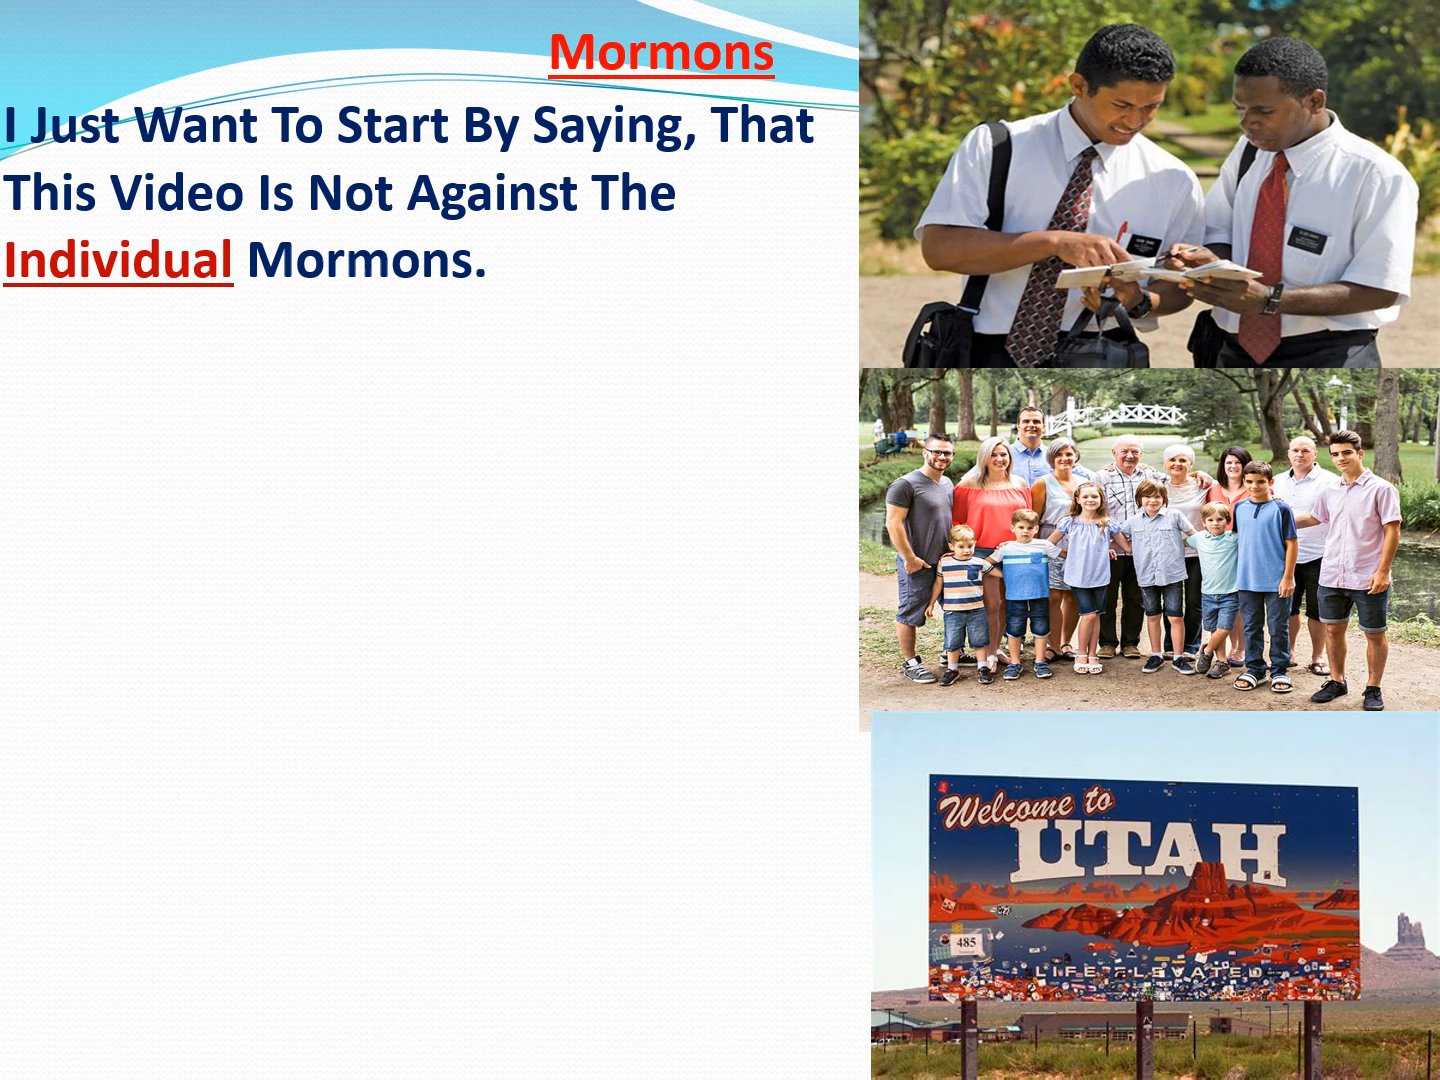 Mormons
I Just Want To Start By Saying, That
This Video Is Not Against The
Individual Mormons.
Welcome to
UTAH
485
LIFE ELEVATED